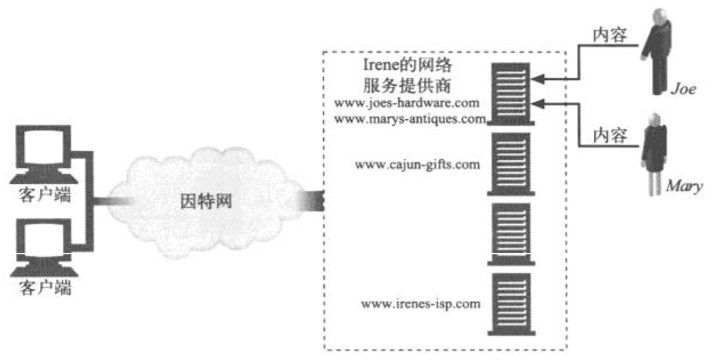 内容
Irene的网络
服务提供商
www.joes-hardware.com
www.marys-antiques.com
Joe
内容
www.cajun-gifts.com
Mary
客户端
因特网
客户端
www.irenes-isp.com